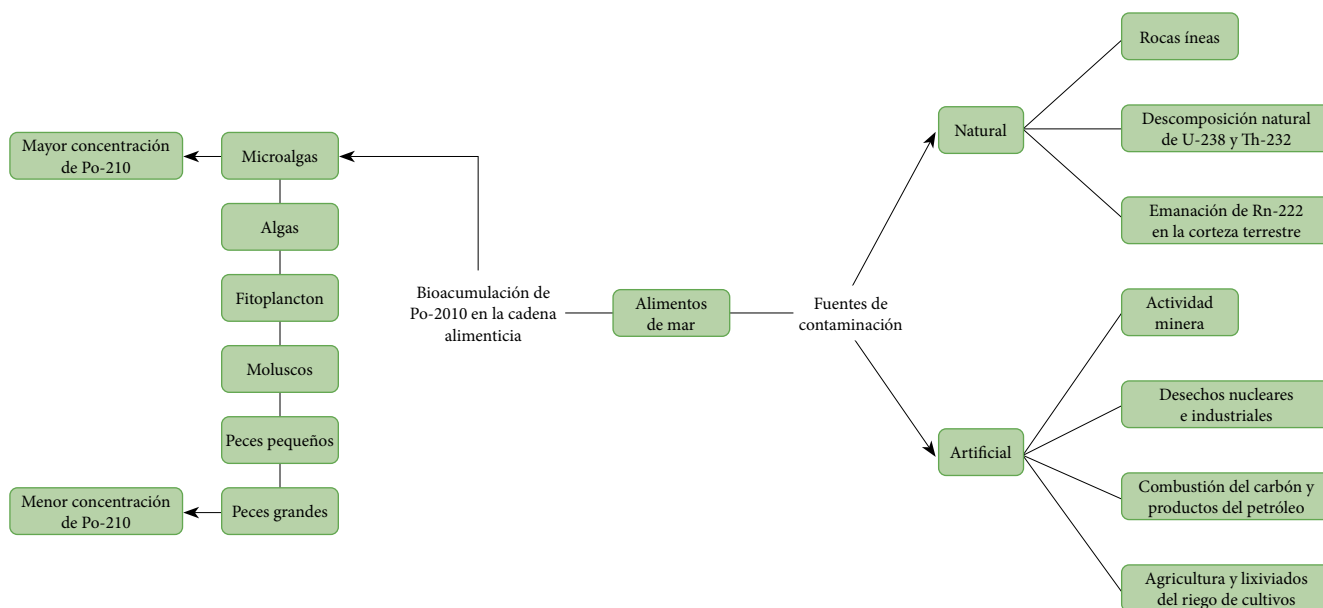 Mayor concentración
de Po-210
Microalgas
Algas
Fitoplancton
Moluscos
Peces pequeños
Menor concentración
de Po-210
Peces grandes
Bioacumulación de
Po-2010 en la cadena
alimenticia
Alimentos
de mar
Fuentes de
contaminación
Natural
Rocas íneas
Descomposición natural
de U-238 y Th-232
Emanación de Rn-222
en la corteza terrestre
Artificial
Actividad
minera
Desechos nucleares
e industriales
Combustión del carbón y
productos del petróleo
Agricultura y lixiviados
del riego de cultivos